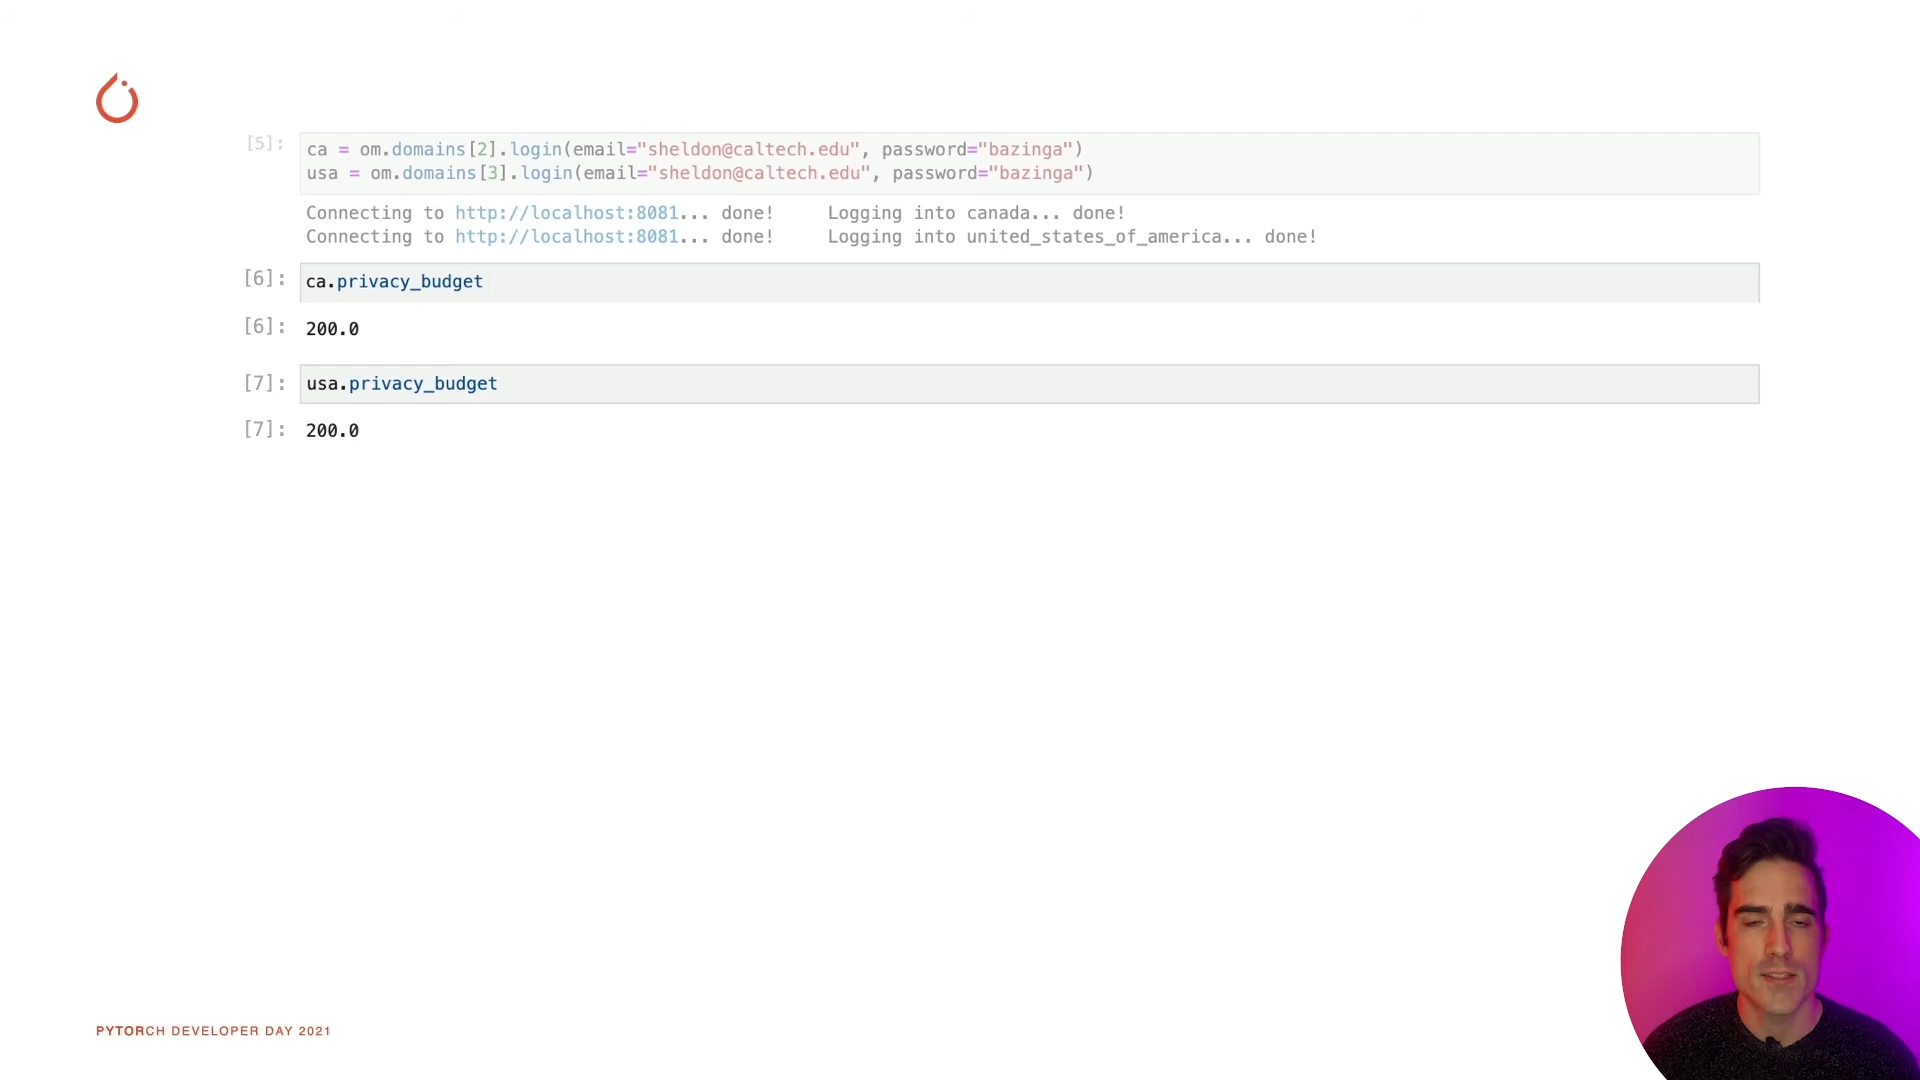 [5]: ca = om.domains[2].login(email="sheldon@caltech.edu", password="bazinga")
usa = om.domains[3].login(email="sheldon@caltech.edu", password="bazinga")
Connecting to http://localhost:8081... done!     Logging into canada... done!
Connecting to http://localhost:8081... done!     Logging into united_states_of_america... done!
[6]: ca.privacy_budget
[6]: 200.0
[7]: usa.privacy_budget
[7]: 200.0
PYTORCH DEVELOPER DAY 2021